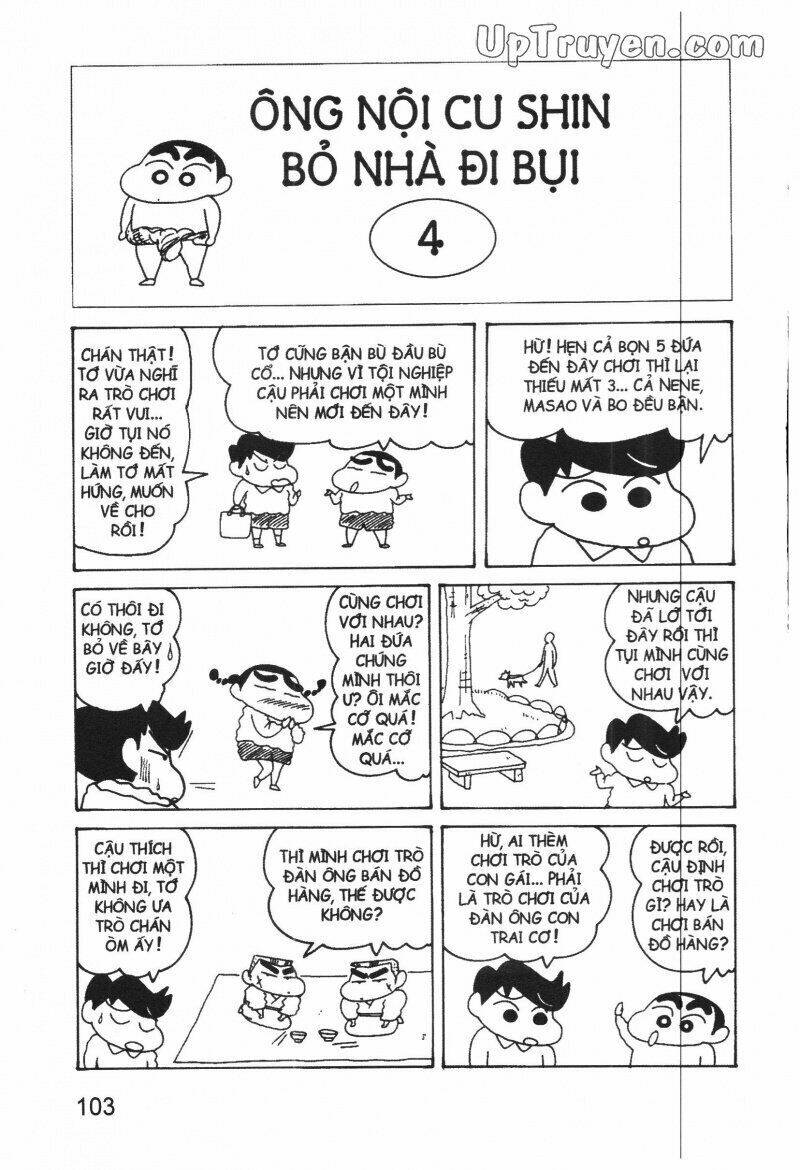 UpTruyen.com
ÔNG NỘI CU SHIN
BỎ NHÀ ĐI BỤI
4
HỪ! HẸN CẢ BỌN 5 ĐỨA
ĐẾN ĐÂY CHƠI THÌ LẠI
THIẾU MẤT 3... CẢ NENE,
MASAO VÀ BO ĐỀU BẬN.
TỚ CŨNG BẬN BÙ ĐẦU BÙ
CỔ... NHƯNG VÌ TỘI NGHIỆP
CẬU PHẢI CHƠI MỘT MÌNH
NÊN MỚI ĐẾN ĐÂY!
CHÁN THẬT!
TỚ VỪA NGHĨ
RA TRÒ CHƠI
RẤT VUI...
GIỜ TỤI NÓ
KHÔNG ĐẾN,
LÀM TỚ MẤT
HỨNG, MUỐN
VỀ CHO
RỒI!
NHƯNG CẬU
ĐÃ LỠ TỚI
ĐÂY RỒI THÌ
TỤI MÌNH CÙNG
CHƠI VỚI
NHAU VẬY.
CÙNG CHƠI
VỚI NHAU?
HAI ĐỨA
CHÚNG
MÌNH THÔI
Ư? ÔI MẮC
CỠ QUÁ!
MẮC CỠ
QUÁ...
CÓ THÔI ĐI
KHÔNG, TỚ
BỎ VỀ BÂY
GIỜ ĐẤY!
ĐƯỢC RỒI,
CẬU ĐỊNH
CHƠI TRÒ
GÌ? HAY LÀ
CHƠI BÁN
ĐỒ HÀNG?
HỪ, AI THÈM
CHƠI TRÒ CỦA
CON GÁI... PHẢI
LÀ TRÒ CHƠI CỦA
ĐÀN ÔNG CON
TRAI CƠ!
THÌ MÌNH CHƠI TRÒ
ĐÀN ÔNG BÁN ĐỒ
HÀNG, THẾ ĐƯỢC
KHÔNG?
CẬU THÍCH
THÌ CHƠI MỘT
MÌNH ĐI, TỚ
KHÔNG ƯA
TRÒ CHÁN
ÒM ẤY!
103